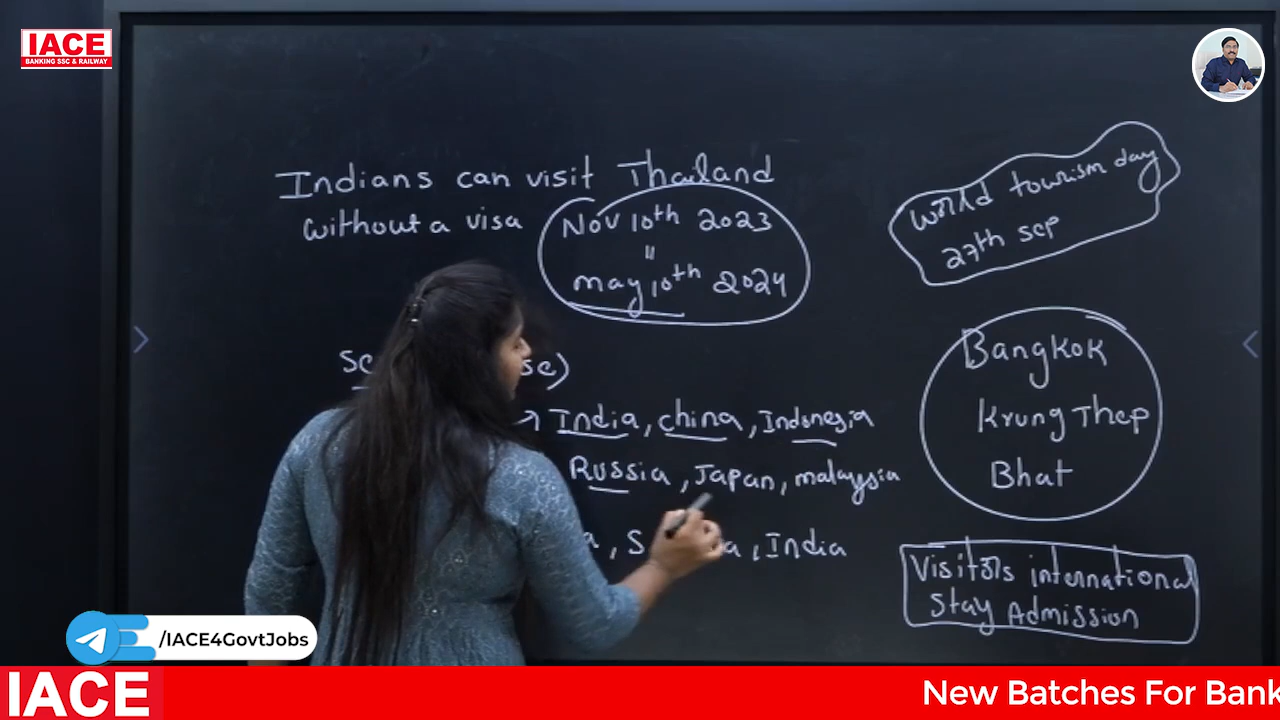 IACE
BANKING SSC & RAILWAY
Indians can visit Thailand
without a visa
Nov 10th 2023
"
may 10th 2024
World tourism day
27th sep
India, china, Indonesia
Russia, Japan, malaysia
India
Bangkok
Krung Thep
Bhat
Visitors international
Stay Admission
/IACE4GovtJobs
IACE
New Batches For Bank